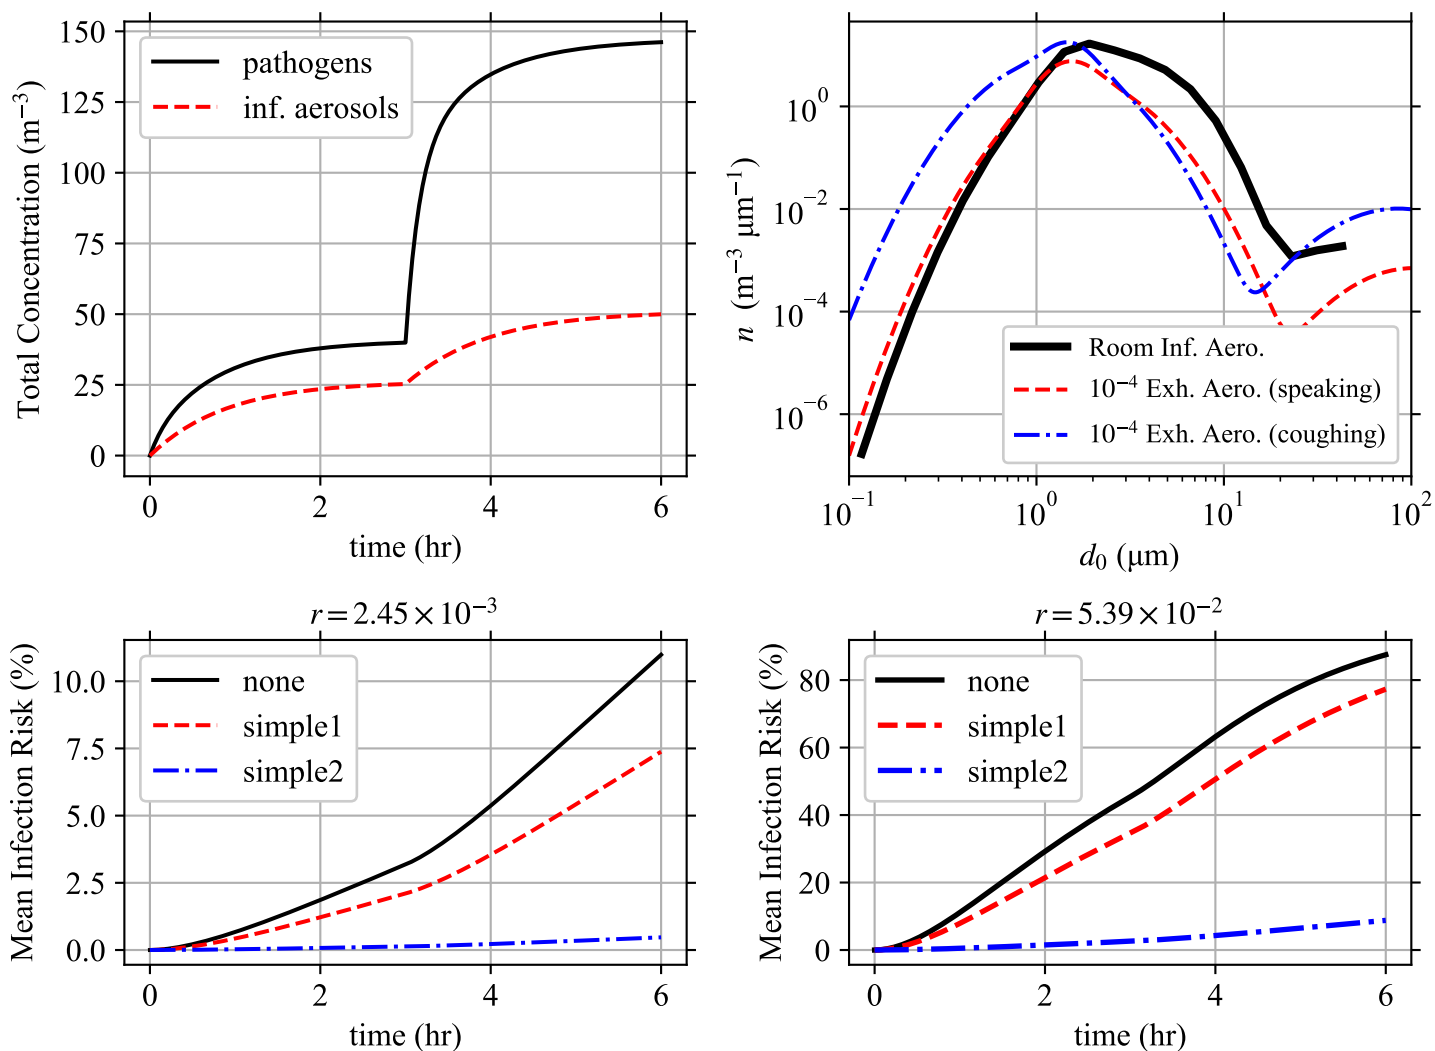 Total Concentration (m⁻³)
150
125
100
75
50
25
0
pathogens
inf. aerosols
0 2 4 6
time (hr)
n (m⁻³ μm⁻¹)
10⁰
10⁻²
10⁻⁴
10⁻⁶
Room Inf. Aero.
10⁻⁴ Exh. Aero. (speaking)
10⁻⁴ Exh. Aero. (coughing)
10⁻¹ 10⁰ 10¹ 10²
d₀ (μm)
r = 2.45 × 10⁻³
Mean Infection Risk (%)
10.0
7.5
5.0
2.5
0.0
none
simple1
simple2
0 2 4 6
time (hr)
r = 5.39 × 10⁻²
Mean Infection Risk (%)
80
60
40
20
0
none
simple1
simple2
0 2 4 6
time (hr)